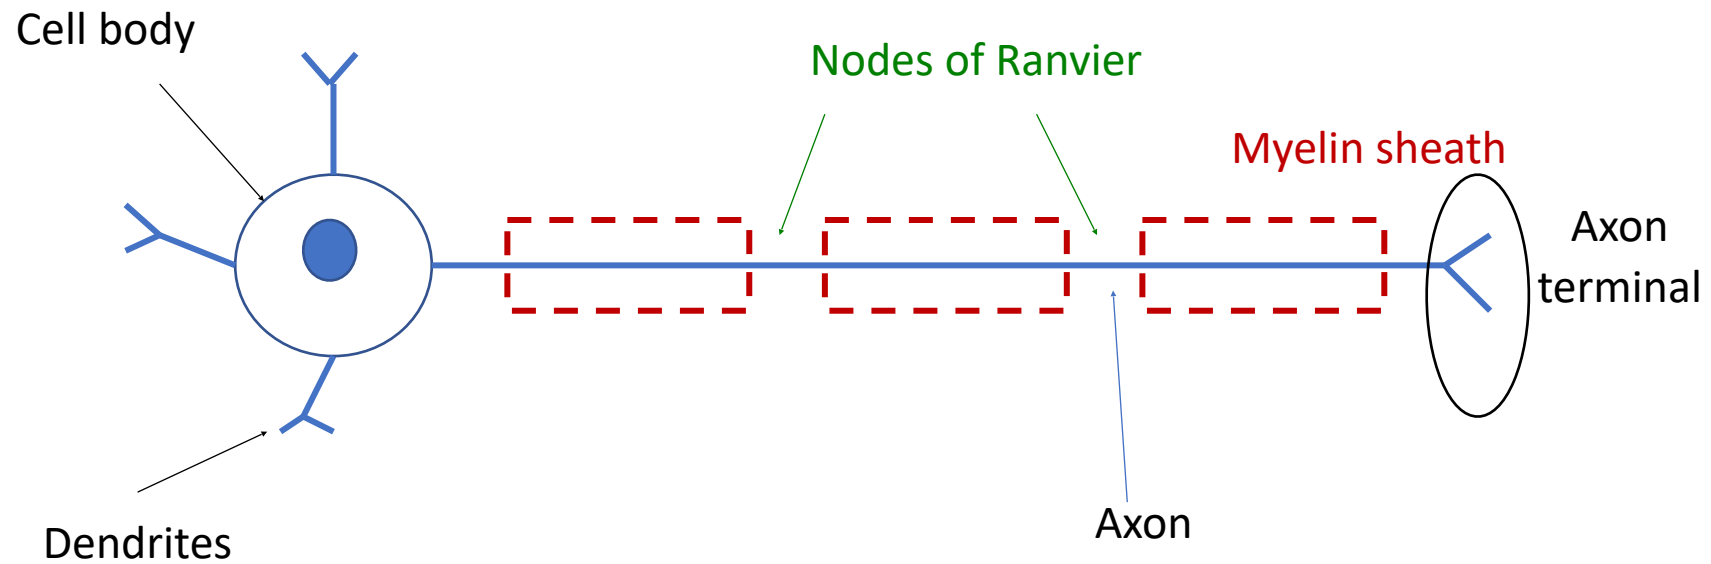 Cell body
Nodes of Ranvier
Myelin sheath
Axon
terminal
Axon
Dendrites